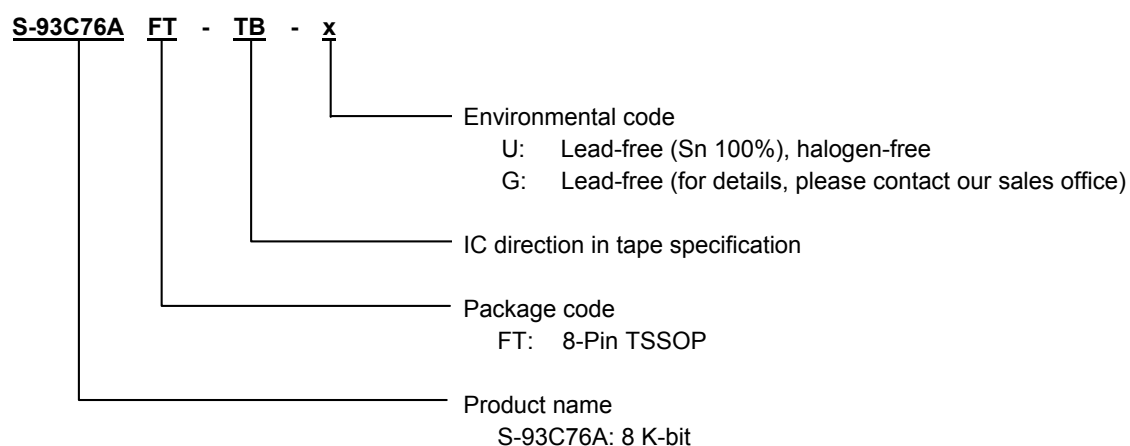 S-93C76A FT - TB - x
Environmental code
U: Lead-free (Sn 100%), halogen-free
G: Lead-free (for details, please contact our sales office)
IC direction in tape specification
Package code
FT: 8-Pin TSSOP
Product name
S-93C76A: 8 K-bit